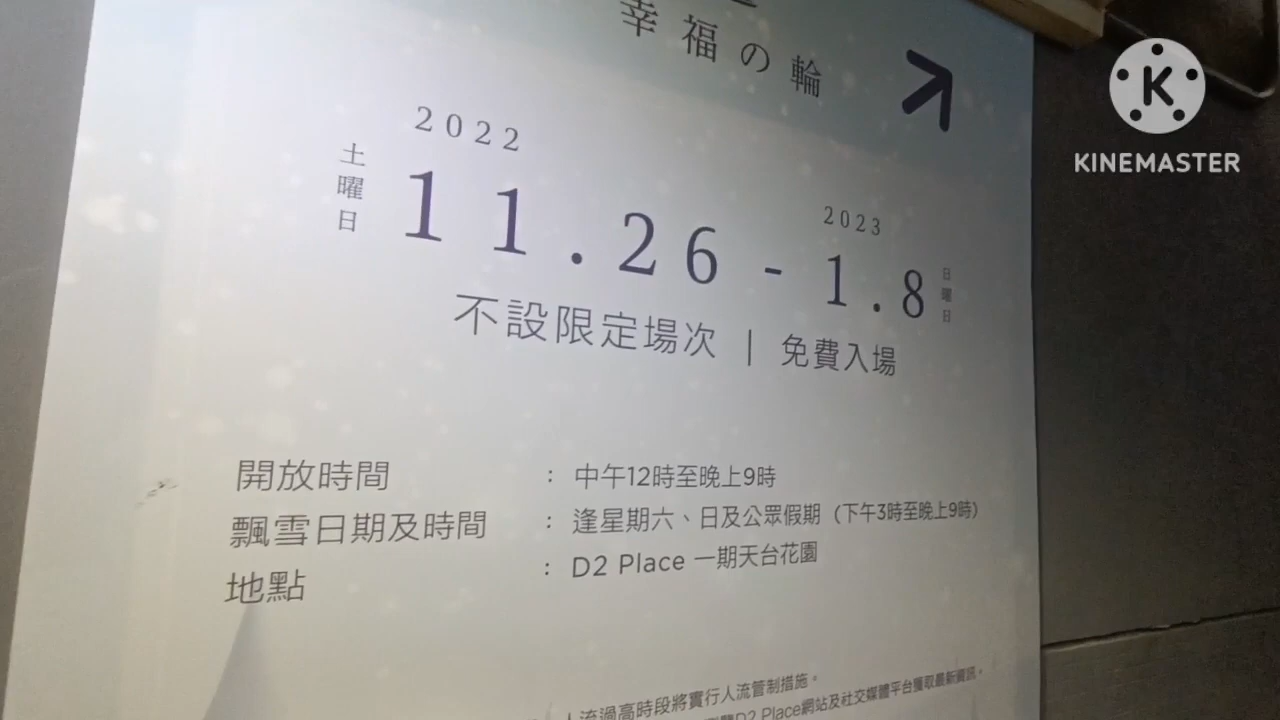 幸福の輪
2022
土曜日
11.26 - 1.8
2023
日曜日
不設限定場次 | 免費入場
開放時間 : 中午12時至晚上9時
飄雪日期及時間 : 逢星期六、日及公眾假期 (下午3時至晚上9時)
地點 : D2 Place 一期天台花園
人流過高時段將實行人流管制措施。
D2 Place網站及社交媒體平台獲取最新資訊。
KINEMASTER